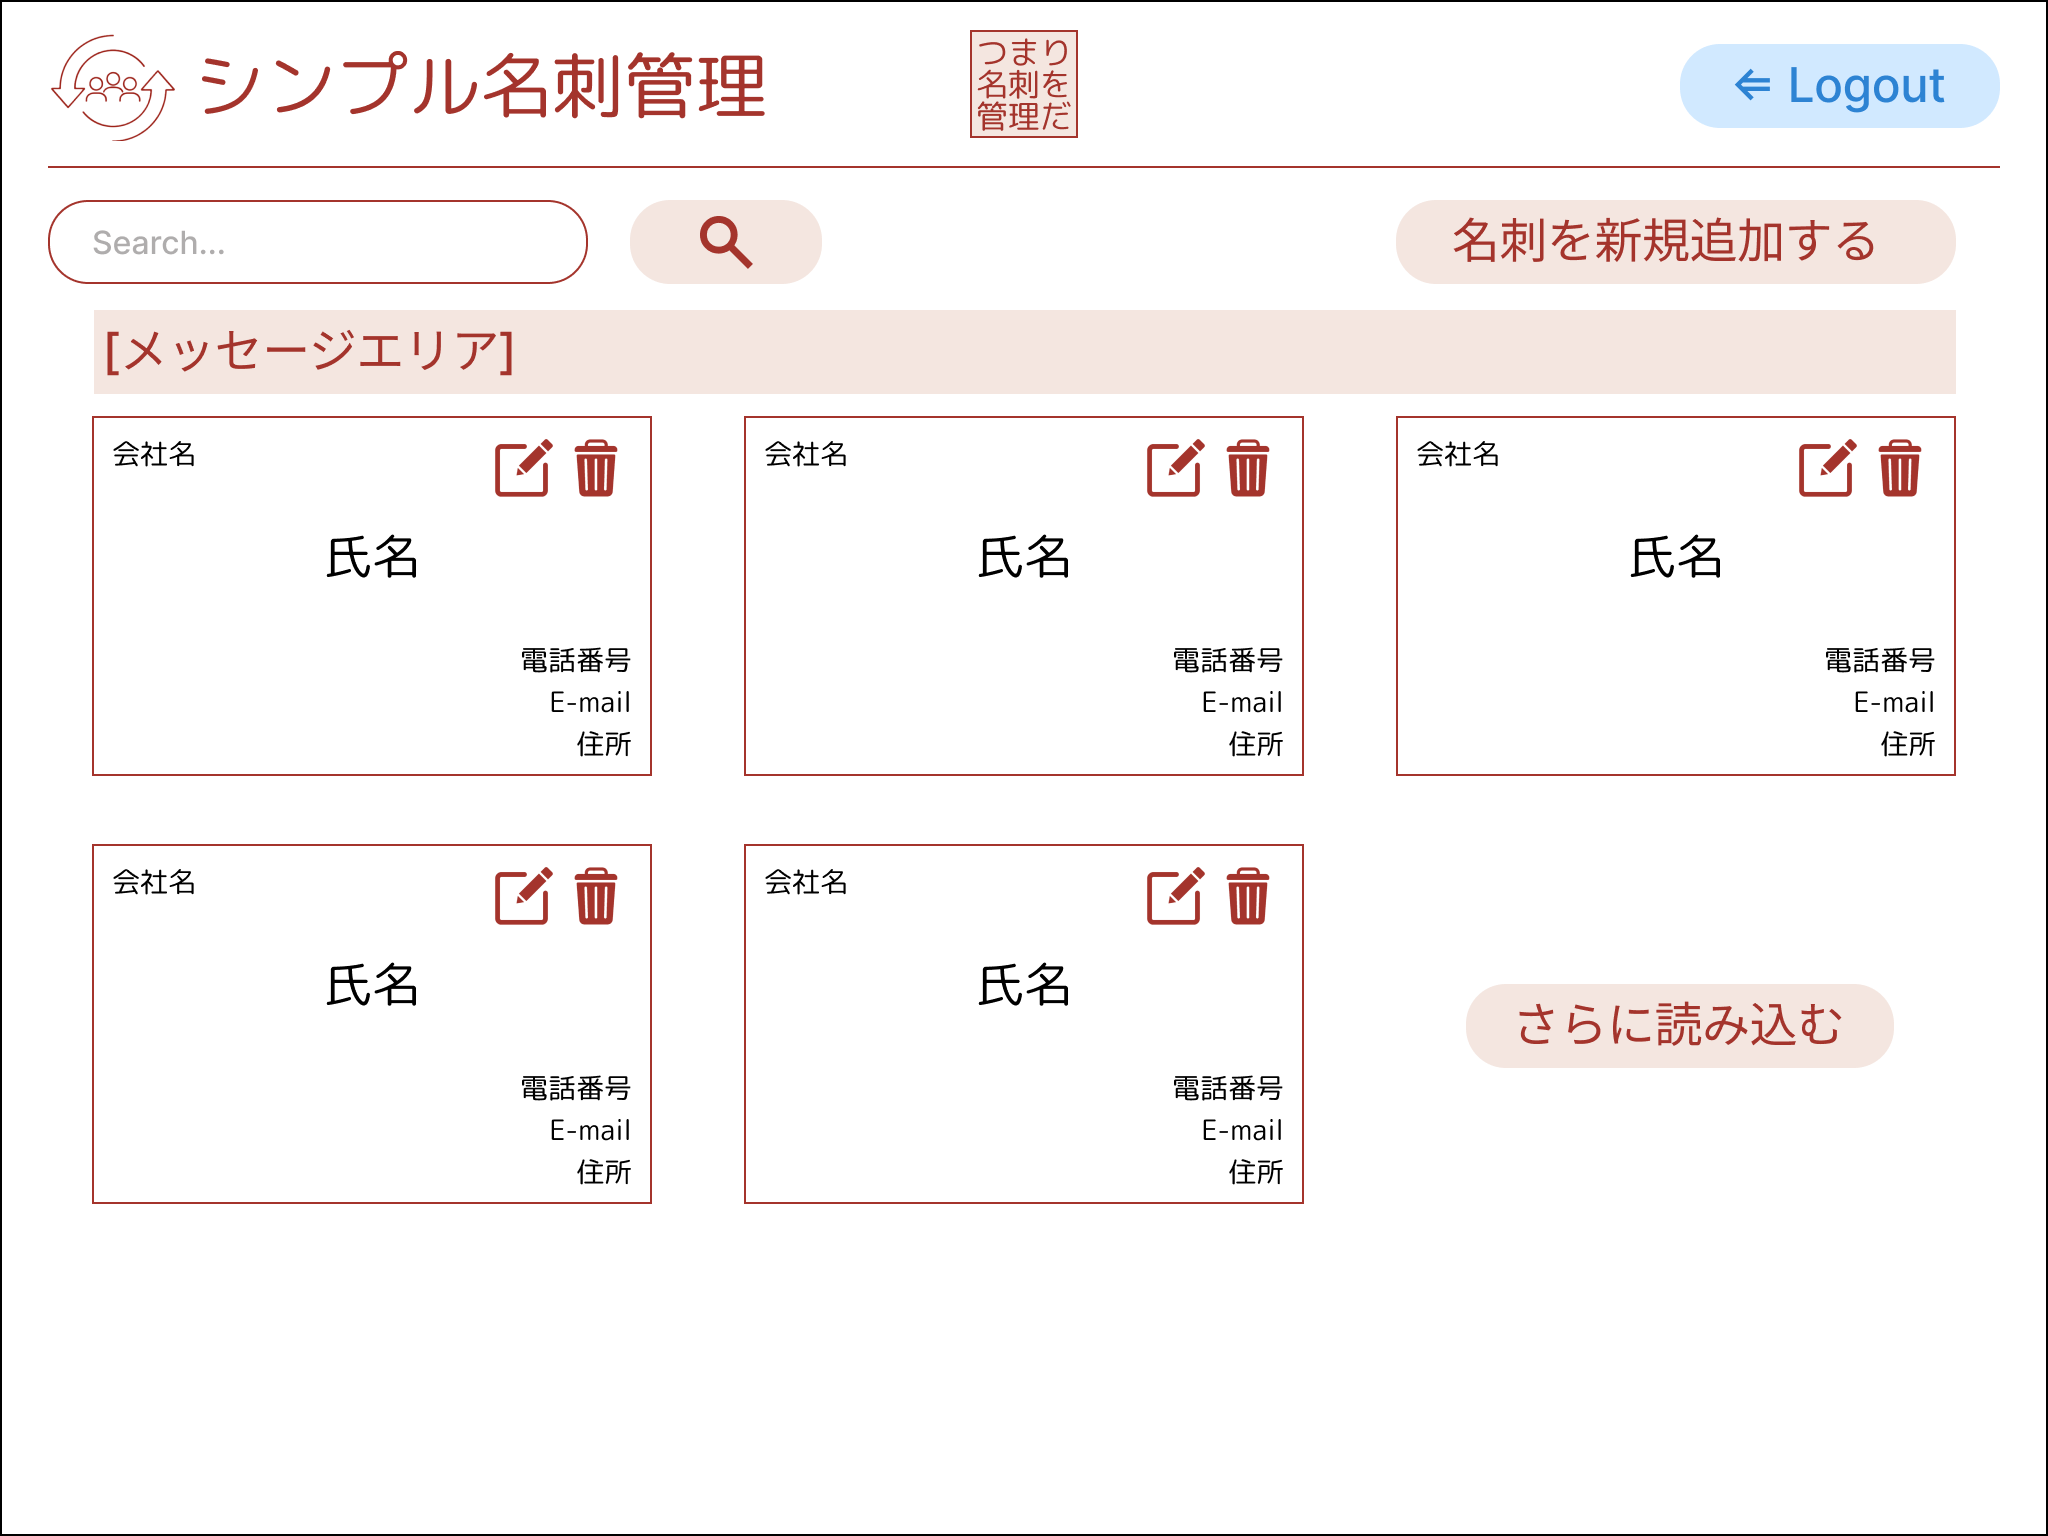 シンプル名刺管理
つまり
名刺を
管理だ
⇐ Logout
Search...
名刺を新規追加する
[メッセージエリア]
会社名
氏名
電話番号
E-mail
住所
会社名
氏名
電話番号
E-mail
住所
会社名
氏名
電話番号
E-mail
住所
会社名
氏名
電話番号
E-mail
住所
会社名
氏名
電話番号
E-mail
住所
さらに読み込む